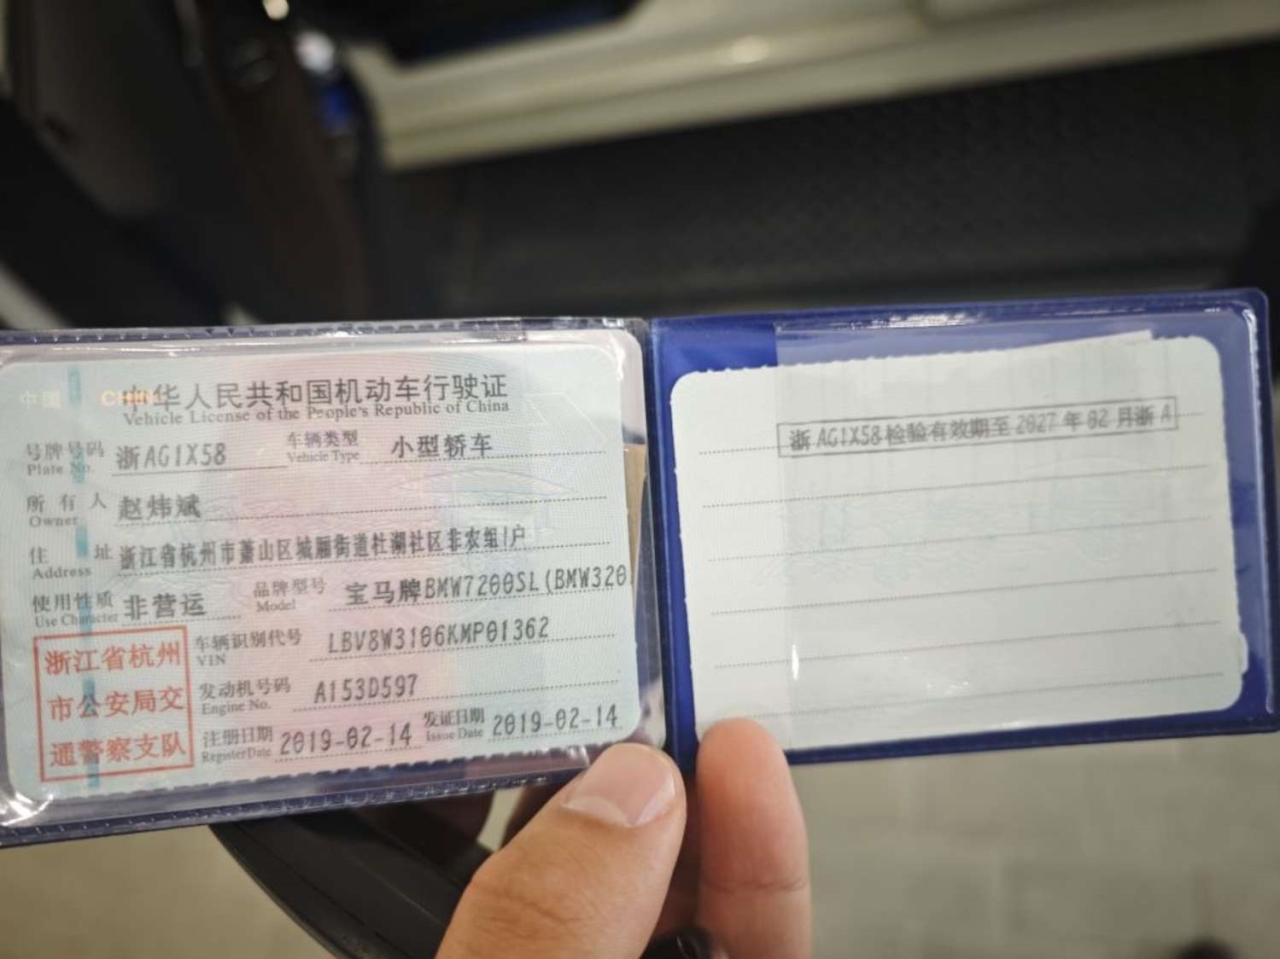 中华人民共和国机动车行驶证
Vehicle License of the People's Republic of China
号牌号码 浙AG1X58 车辆类型 小型轿车
Plate No. Vehicle Type
所有人 赵炜斌
Owner
住址 浙江省杭州市萧山区城厢街道杜湖社区非农组1户
Address
使用性质 非营运 品牌型号 宝马牌BMW7200SL(BMW320
Use Character Model
浙江省杭州
市公安局交
通警察支队
车辆识别代号 LBV8W3106KMP01362
VIN
发动机号码 A153D597
Engine No.
注册日期 2019-02-14 发证日期 2019-02-14
Register Date Issue Date
浙AG1X58检验有效期至2027年02月浙A